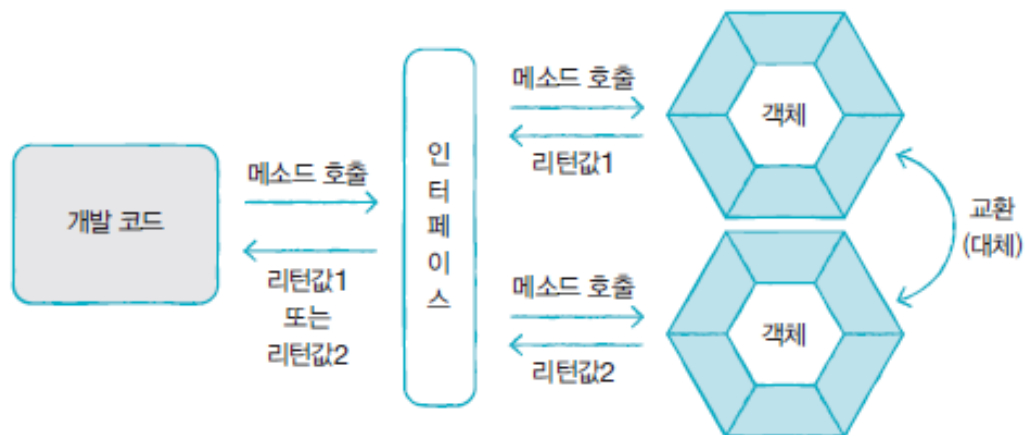 개발 코드
메소드 호출
리턴값1
또는
리턴값2
인
터
페
이
스
메소드 호출
리턴값1
객체
메소드 호출
리턴값2
객체
교환
(대체)